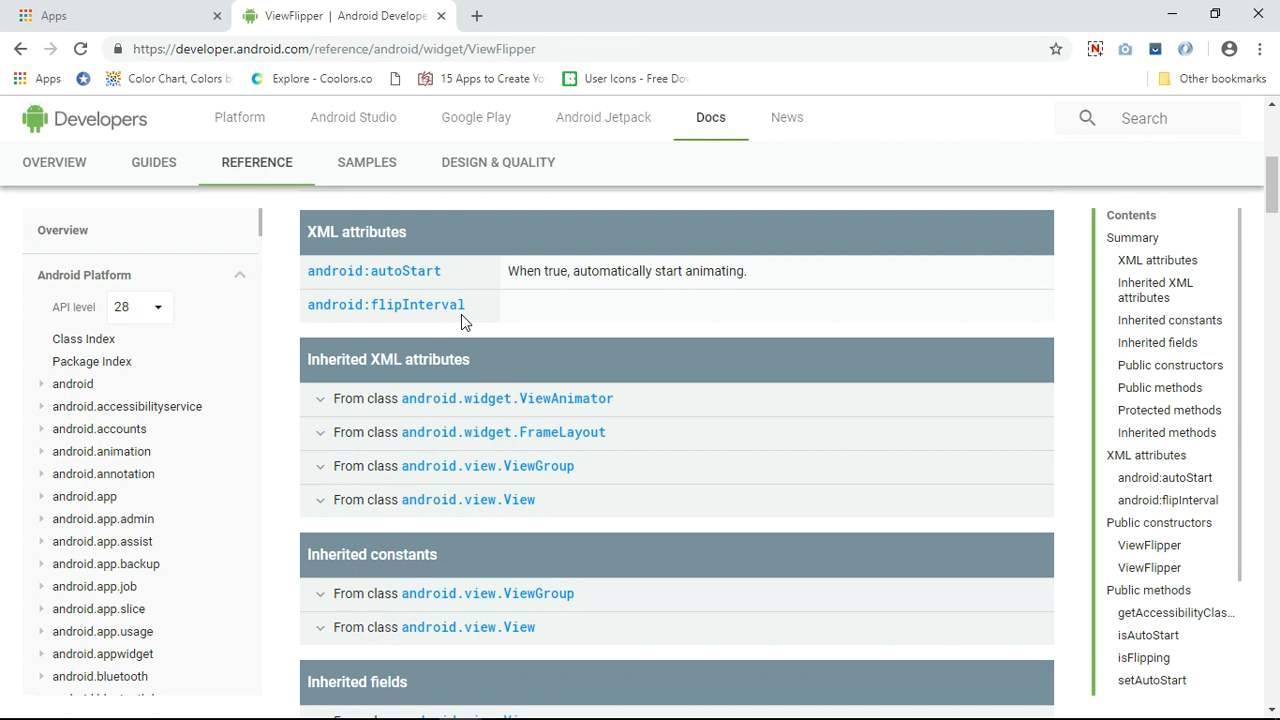 Apps
ViewFlipper | Android Develope
https://developer.android.com/reference/android/widget/ViewFlipper
Apps
Color Chart, Colors b
Explore - Coolors.co
15 Apps to Create Yo
User Icons - Free Do
Other bookmarks
Developers
Platform
Android Studio
Google Play
Android Jetpack
Docs
News
Search
OVERVIEW
GUIDES
REFERENCE
SAMPLES
DESIGN & QUALITY
Overview
Android Platform
API level 28
Class Index
Package Index
android
android.accessibilityservice
android.accounts
android.animation
android.annotation
android.app
android.app.admin
android.app.assist
android.app.backup
android.app.job
android.app.slice
android.app.usage
android.appwidget
android.bluetooth
XML attributes
android:autoStart When true, automatically start animating.
android:flipInterval
Inherited XML attributes
From class android.widget.ViewAnimator
From class android.widget.FrameLayout
From class android.view.ViewGroup
From class android.view.View
Inherited constants
From class android.view.ViewGroup
From class android.view.View
Inherited fields
Contents
Summary
XML attributes
Inherited XML
attributes
Inherited constants
Inherited fields
Public constructors
Public methods
Protected methods
Inherited methods
XML attributes
android:autoStart
android:flipInterval
Public constructors
ViewFlipper
ViewFlipper
Public methods
getAccessibilityClas...
isAutoStart
isFlipping
setAutoStart